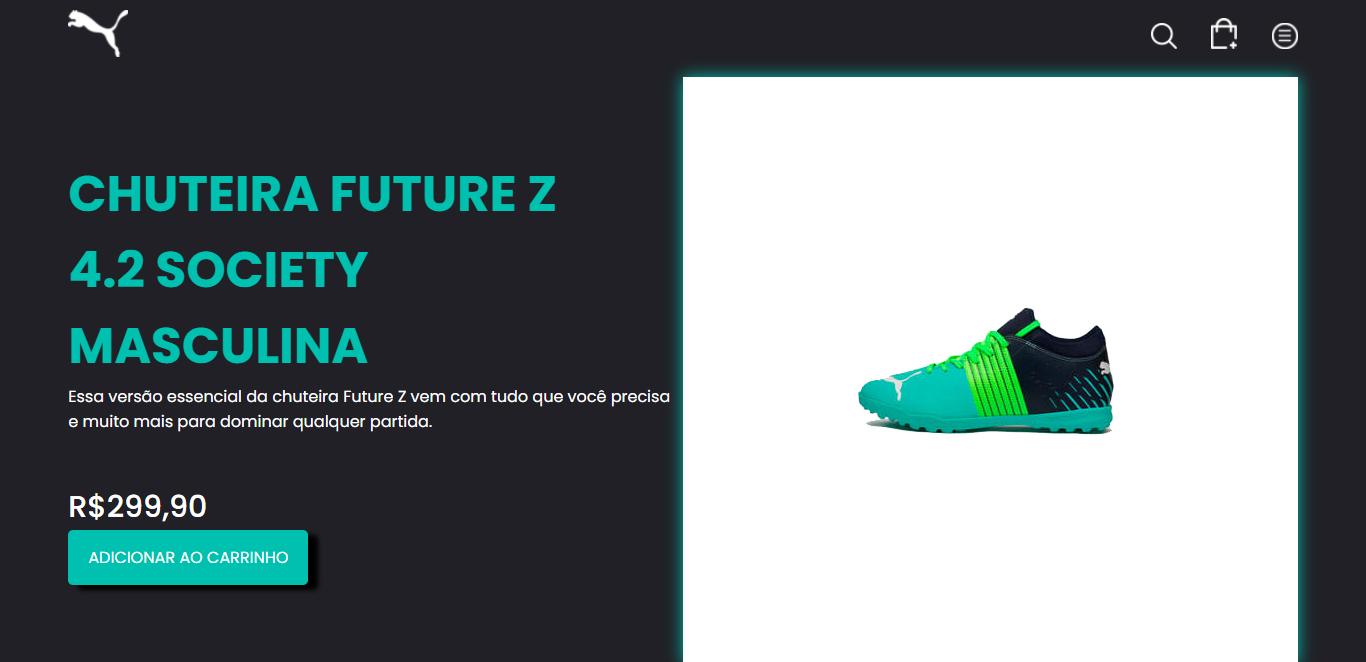 CHUTEIRA FUTURE Z
4.2 SOCIETY
MASCULINA
Essa versão essencial da chuteira Future Z vem com tudo que você precisa
e muito mais para dominar qualquer partida.
R$299,90
ADICIONAR AO CARRINHO